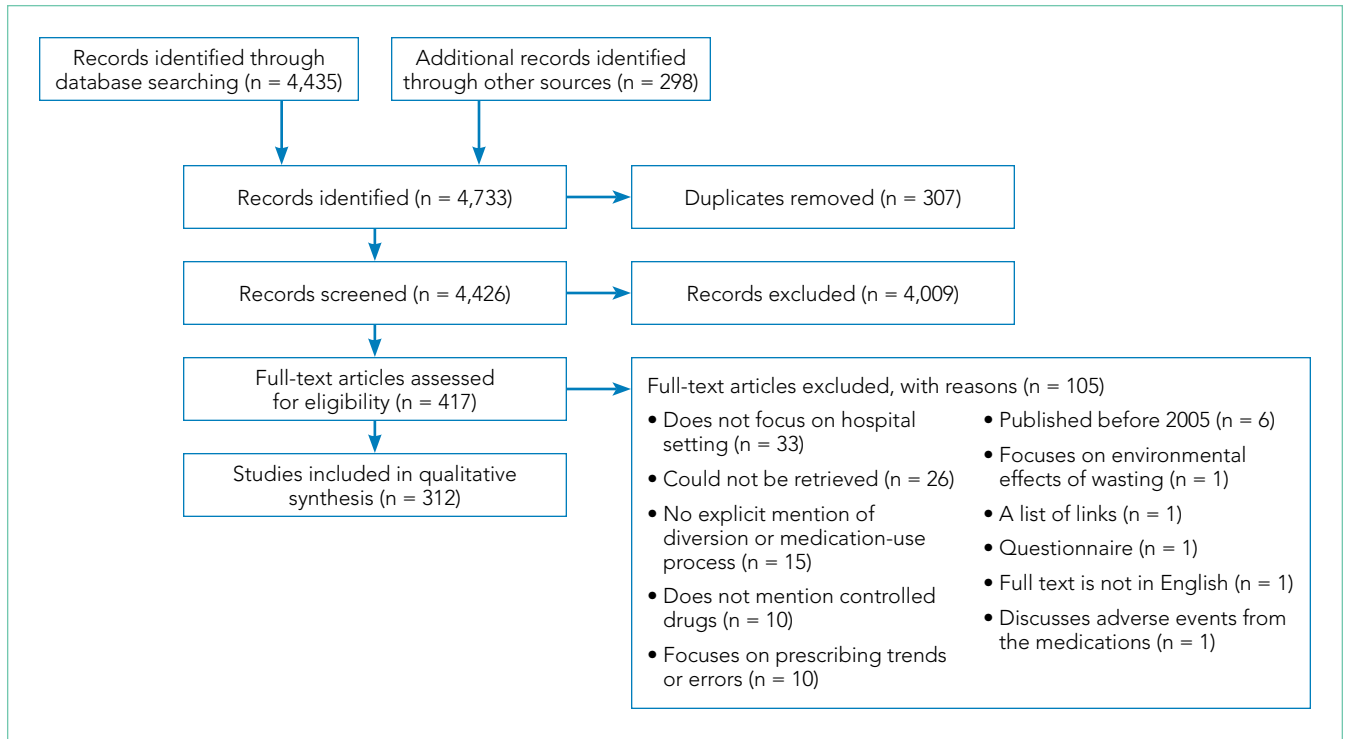 Records identified through
database searching (n = 4,435)
Additional records identified
through other sources (n = 298)
Records identified (n = 4,733)
Duplicates removed (n = 307)
Records screened (n = 4,426)
Records excluded (n = 4,009)
Full-text articles assessed
for eligibility (n = 417)
Full-text articles excluded, with reasons (n = 105)
• Does not focus on hospital
setting (n = 33)
• Could not be retrieved (n = 26)
• No explicit mention of
diversion or medication-use
process (n = 15)
• Does not mention controlled
drugs (n = 10)
• Focuses on prescribing trends
or errors (n = 10)
• Published before 2005 (n = 6)
• Focuses on environmental
effects of wasting (n = 1)
• A list of links (n = 1)
• Questionnaire (n = 1)
• Full text is not in English (n = 1)
• Discusses adverse events from
the medications (n = 1)
Studies included in qualitative
synthesis (n = 312)